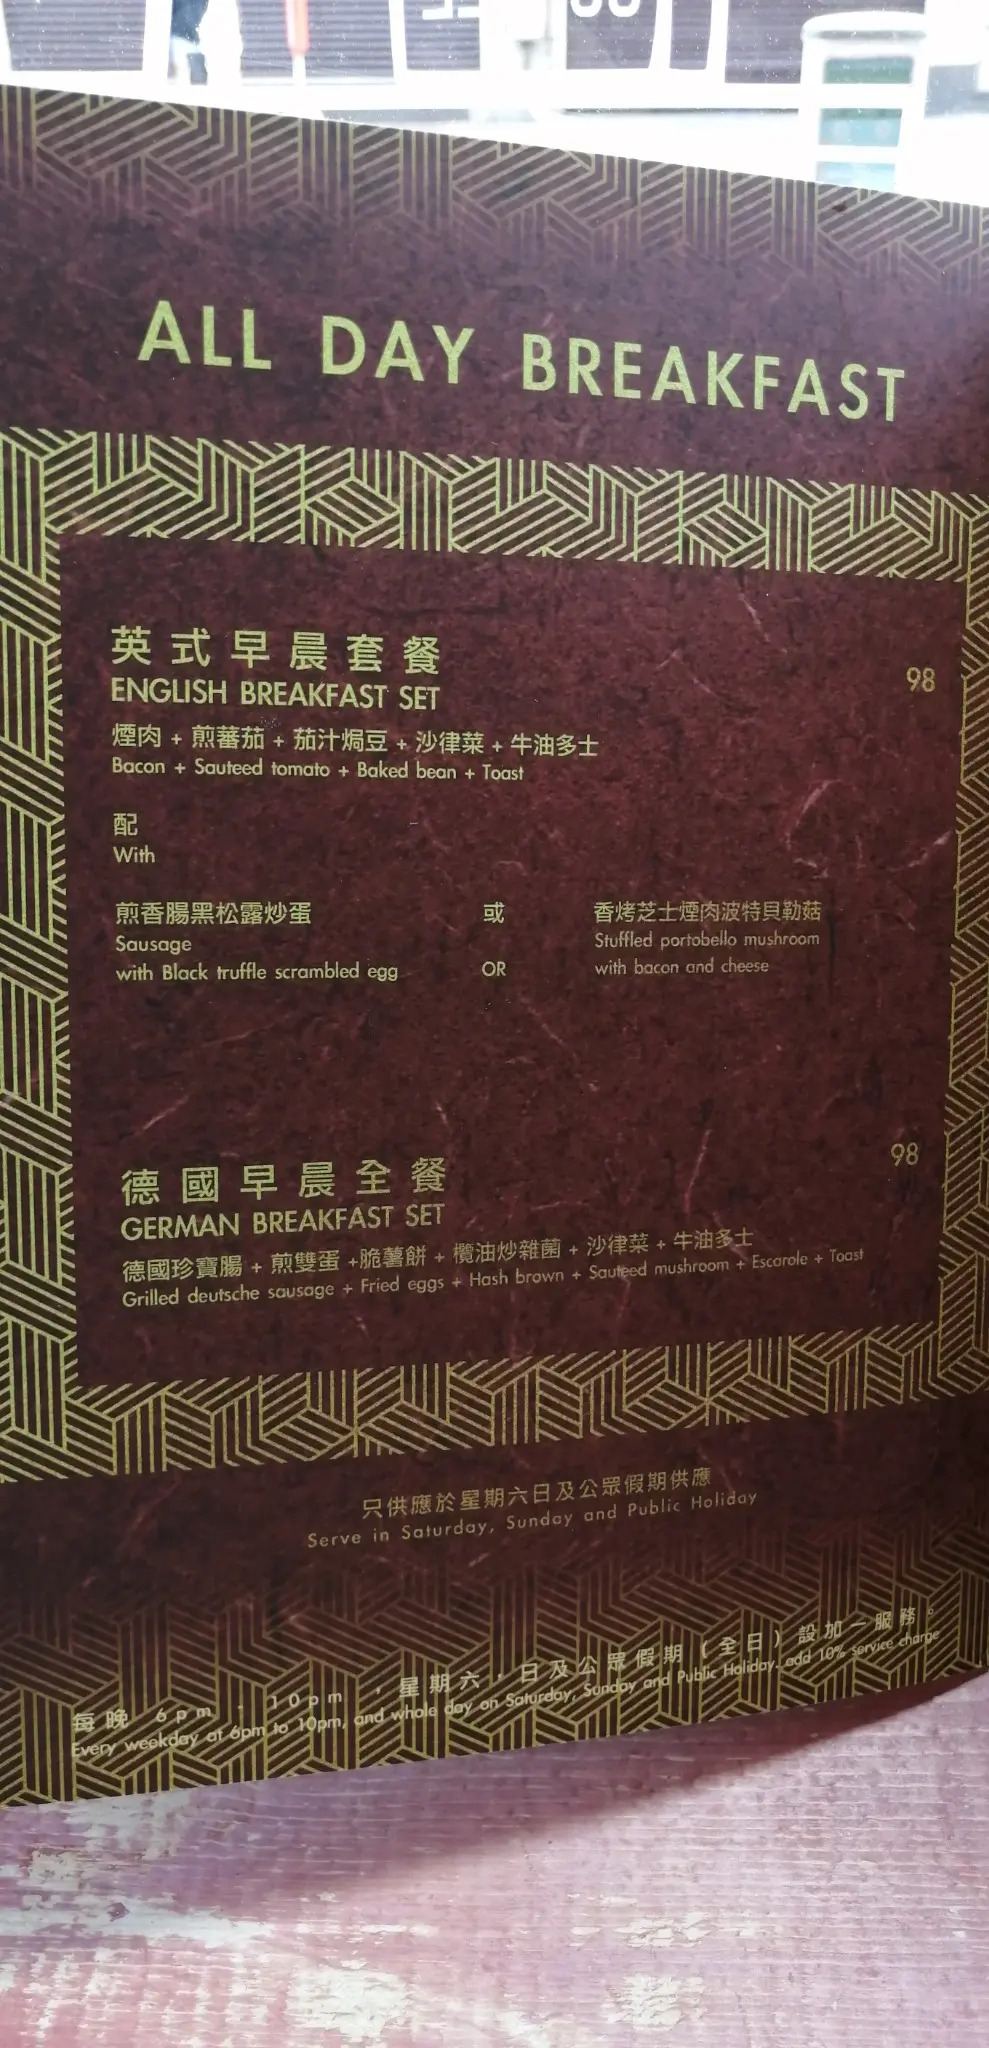 ALL DAY BREAKFAST
英式早晨套餐
ENGLISH BREAKFAST SET
98
煙肉 + 煎蕃茄 + 茄汁焗豆 + 沙律菜 + 牛油多士
Bacon + Sauteed tomato + Baked bean + Toast
配
With
煎香腸黑松露炒蛋
Sausage
with Black truffle scrambled egg
或
OR
香烤芝士煙肉波特貝勒菇
Stuffled portobello mushroom
with bacon and cheese
德國早晨全餐
98
GERMAN BREAKFAST SET
德國珍寶腸 + 煎雙蛋 +脆薯餅 + 欖油炒雜菌 + 沙律菜 + 牛油多士
Grilled deutsche sausage + Fried eggs + Hash brown + Sauteed mushroom + Escarole + Toast
只供應於星期六日及公眾假期供應
Serve in Saturday, Sunday and Public Holiday
每晚 6pm - 10pm ，星期六，日及公眾假期（全日）設加一服務。
Every weekday at 6pm to 10pm, and whole day on Saturday, Sunday and Public Holiday. add 10% service charge